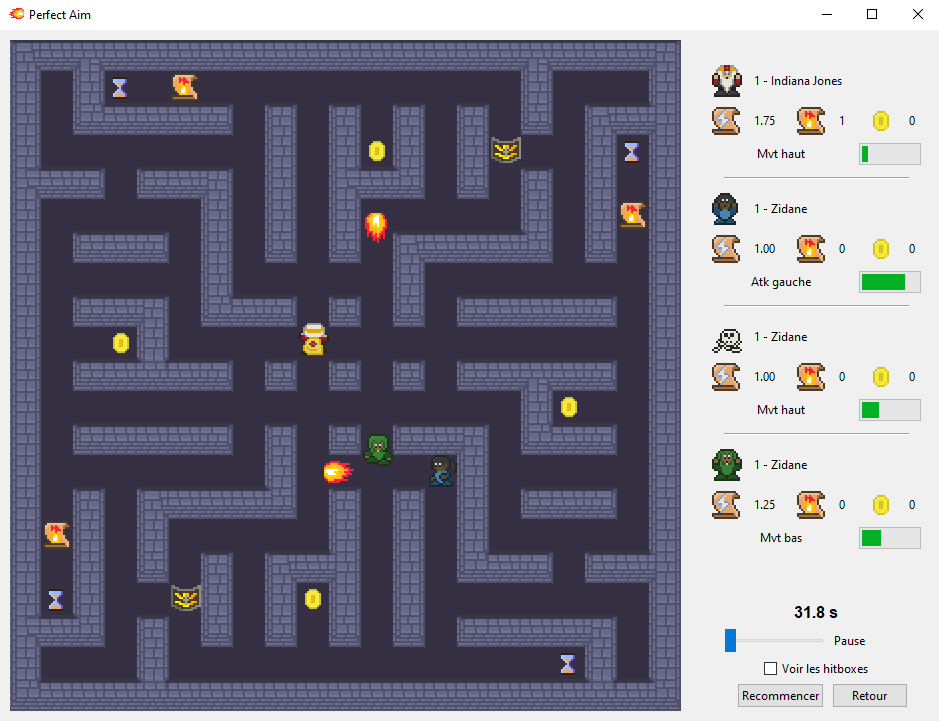 Perfect Aim
1 - Indiana Jones
1.75 1 0
Mvt haut
1 - Zidane
1.00 0 0
Atk gauche
1 - Zidane
1.00 0 0
Mvt haut
1 - Zidane
1.25 0 0
Mvt bas
31.8 s
Pause
Voir les hitboxes
Recommencer Retour